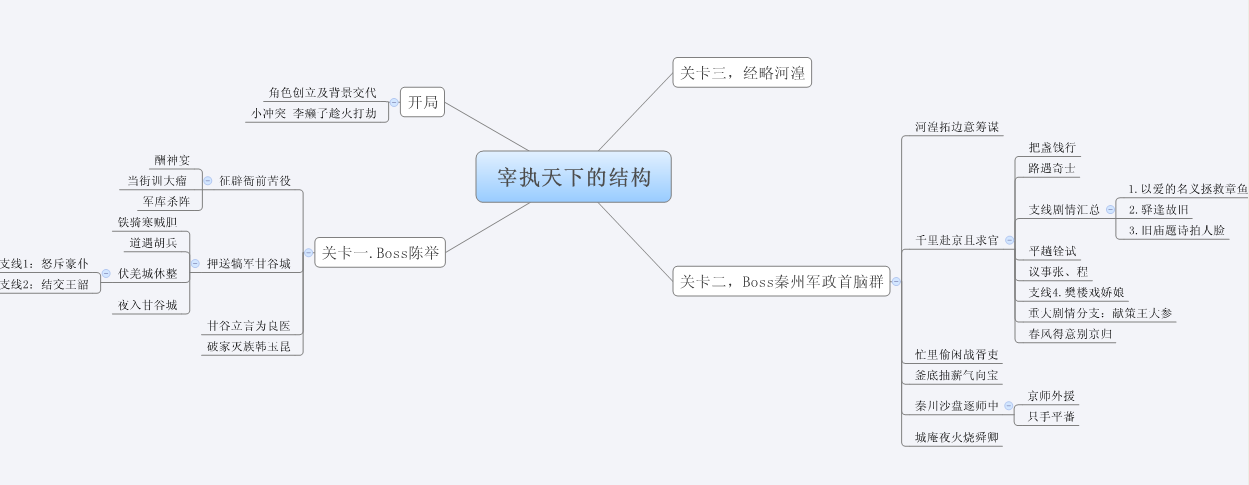 宰执天下的结构
开局
角色创立及背景交代
小冲突 李癞子趁火打劫
关卡一.Boss陈举
征辟衙前苦役
酬神宴
当街训大瘤
军库杀阵
押送犒军甘谷城
铁骑寒贼胆
道遇胡兵
伏羌城休整
支线1：怒斥豪仆
支线2：结交王韶
夜入甘谷城
甘谷立言为良医
破家灭族韩玉昆
关卡二，Boss秦州军政首脑群
河湟拓边意筹谋
千里赴京且求官
把盏饯行
路遇奇士
支线剧情汇总
1.以爱的名义拯救章鱼
2.驿逢故旧
3.旧庙题诗拍人脸
平趟铨试
议事张、程
支线4.樊楼戏娇娘
重大剧情分支：献策王大参
春风得意别京归
忙里偷闲战胥吏
釜底抽薪气向宝
秦川沙盘逐师中
京师外援
只手平蕃
城庵夜火烧舜卿
关卡三，经略河湟